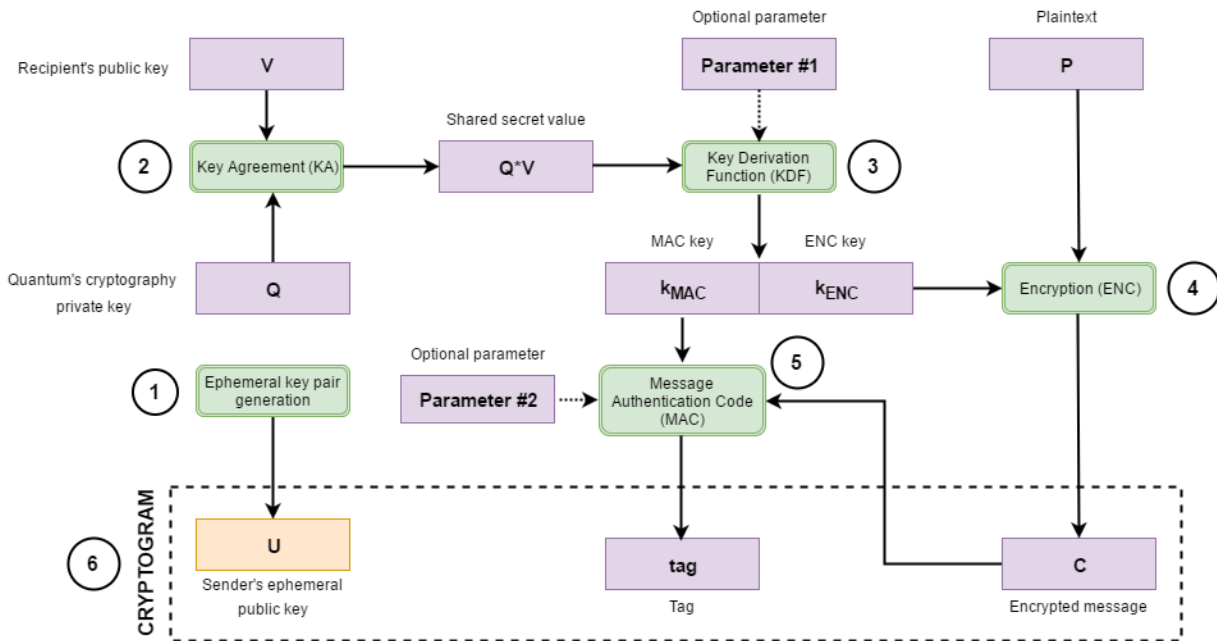 Optional parameter
Plaintext
Recipient's public key
V
Parameter #1
P
Shared secret value
2
Key Agreement (KA)
Q*V
Key Derivation
Function (KDF)
3
MAC key
ENC key
Quantum's cryptography
private key
Q
kMAC
kENC
Encryption (ENC)
4
Optional parameter
5
1
Ephemeral key pair
generation
Parameter #2
Message
Authentication Code
(MAC)
CRYPTOGRAM
6
U
tag
C
Sender's ephemeral
public key
Tag
Encrypted message